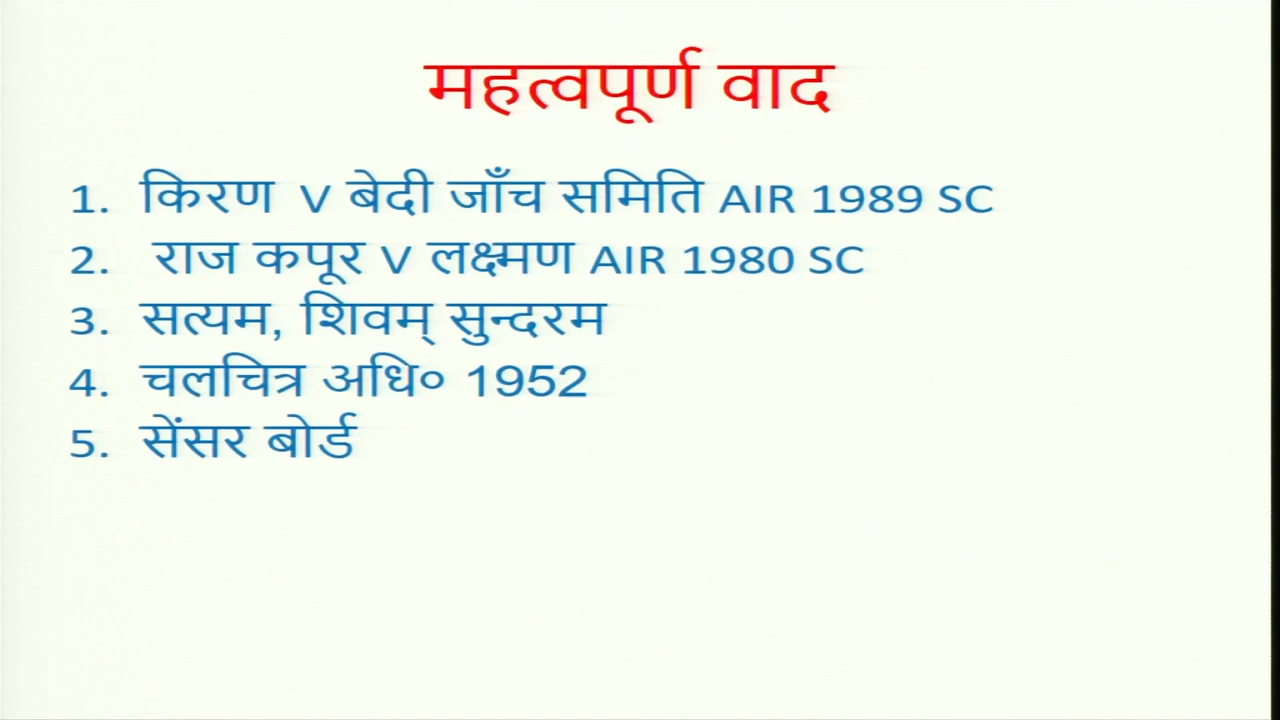 महत्वपूर्ण वाद
1. किरण V बेदी जाँच समिति AIR 1989 SC
2. राज कपूर V लक्ष्मण AIR 1980 SC
3. सत्यम, शिवम् सुन्दरम
4. चलचित्र अधि० 1952
5. सेंसर बोर्ड